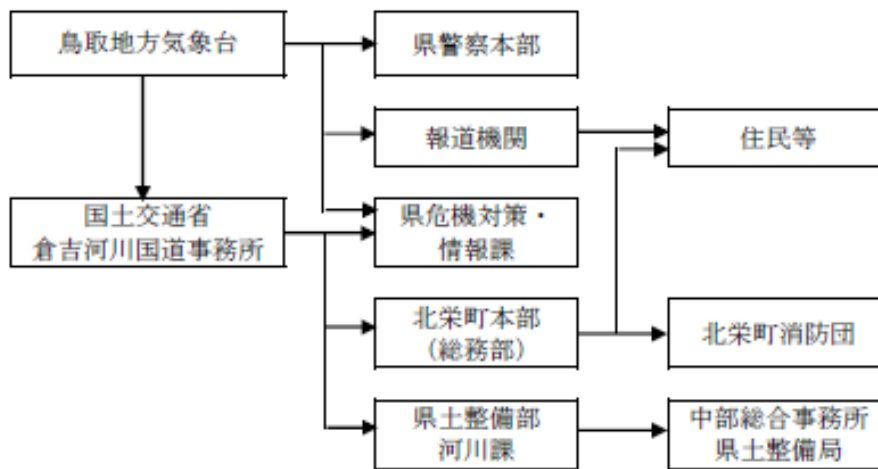 鳥取地方気象台
県警察本部
報道機関
住民等
国土交通省
倉吉河川国道事務所
県危機対策・
情報課
北栄町本部
(総務部)
北栄町消防団
県土整備部
河川課
中部総合事務所
県土整備局